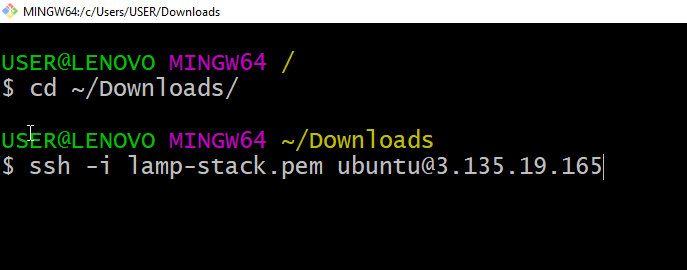 MINGW64:/c/Users/USER/Downloads
USER@LENOVO MINGW64 /
$ cd ~/Downloads/
USER@LENOVO MINGW64 ~/Downloads
$ ssh -i lamp-stack.pem ubuntu@3.135.19.165